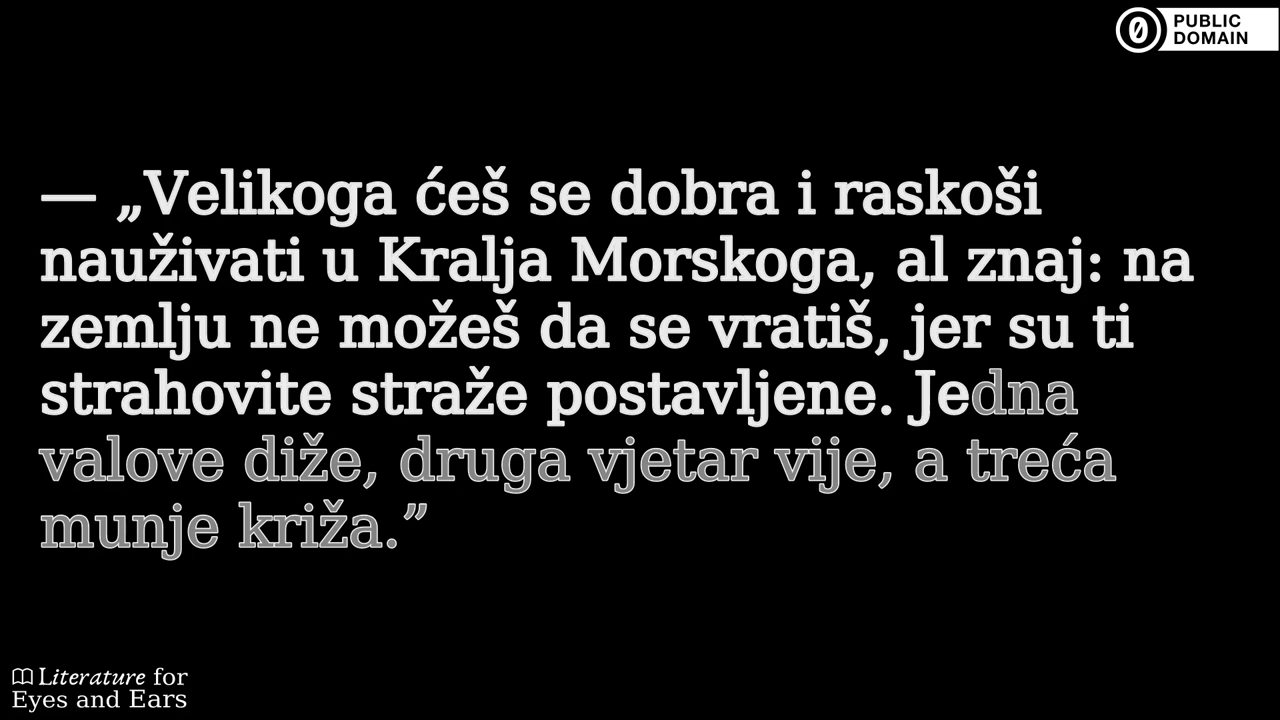 PUBLIC
DOMAIN
— „Velikoga ćeš se dobra i raskoši
nauživati u Kralja Morskoga, al znaj: na
zemlju ne možeš da se vratiš, jer su ti
strahovite straže postavljene. Jedna
valove diže, druga vjetar vije, a treća
munje križa.”
Literature for
Eyes and Ears